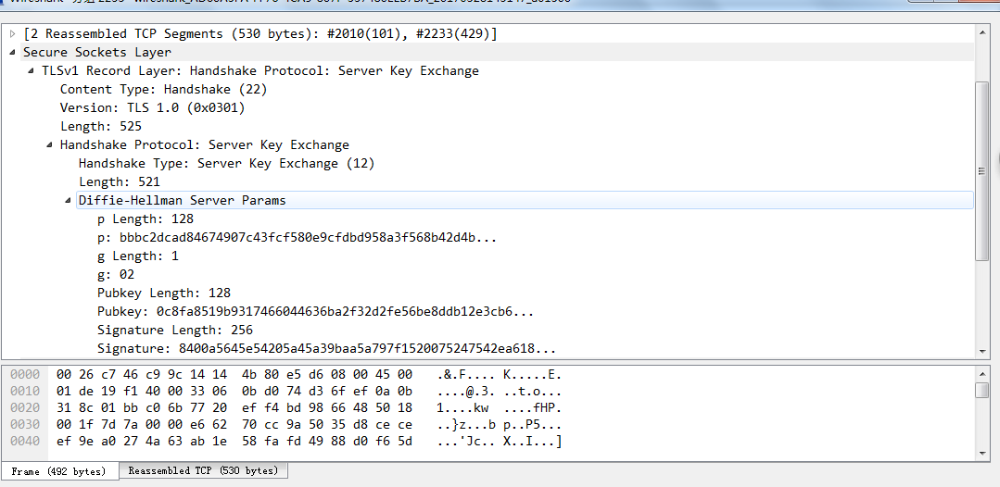 [2 Reassembled TCP Segments (530 bytes): #2010(101), #2233(429)]
Secure Sockets Layer
TLSv1 Record Layer: Handshake Protocol: Server Key Exchange
Content Type: Handshake (22)
Version: TLS 1.0 (0x0301)
Length: 525
Handshake Protocol: Server Key Exchange
Handshake Type: Server Key Exchange (12)
Length: 521
Diffie-Hellman Server Params
p Length: 128
p: bbbc2dcad84674907c43fcf580e9cfdbd958a3f568b42d4b...
g Length: 1
g: 02
Pubkey Length: 128
Pubkey: 0c8fa8519b9317466044636ba2f32d2fe56be8ddb12e3cb6...
Signature Length: 256
Signature: 8400a5645e54205a45a39baa5a797f1520075247542ea618...
0000 00 26 c7 46 c9 9c 14 14 4b 80 e5 d6 08 00 45 00 .&.F.... K.....E.
0010 01 de 19 f1 40 00 33 06 0b d0 74 d3 6f ef 0a 0b ....@.3. ..t.o...
0020 31 8c 01 bb c0 6b 77 20 ef f4 bd 98 66 48 50 18 1....kw ....fHP.
0030 00 1f 7d 7a 00 00 e6 62 70 cc 9a 50 35 d8 ce ce ..}z...b p..P5...
0040 ef 9e a0 27 4a 63 ab 1e 58 fa fd 49 88 d0 f6 5d ...'Jc.. X..I...]
Frame (492 bytes) Reassembled TCP (530 bytes)